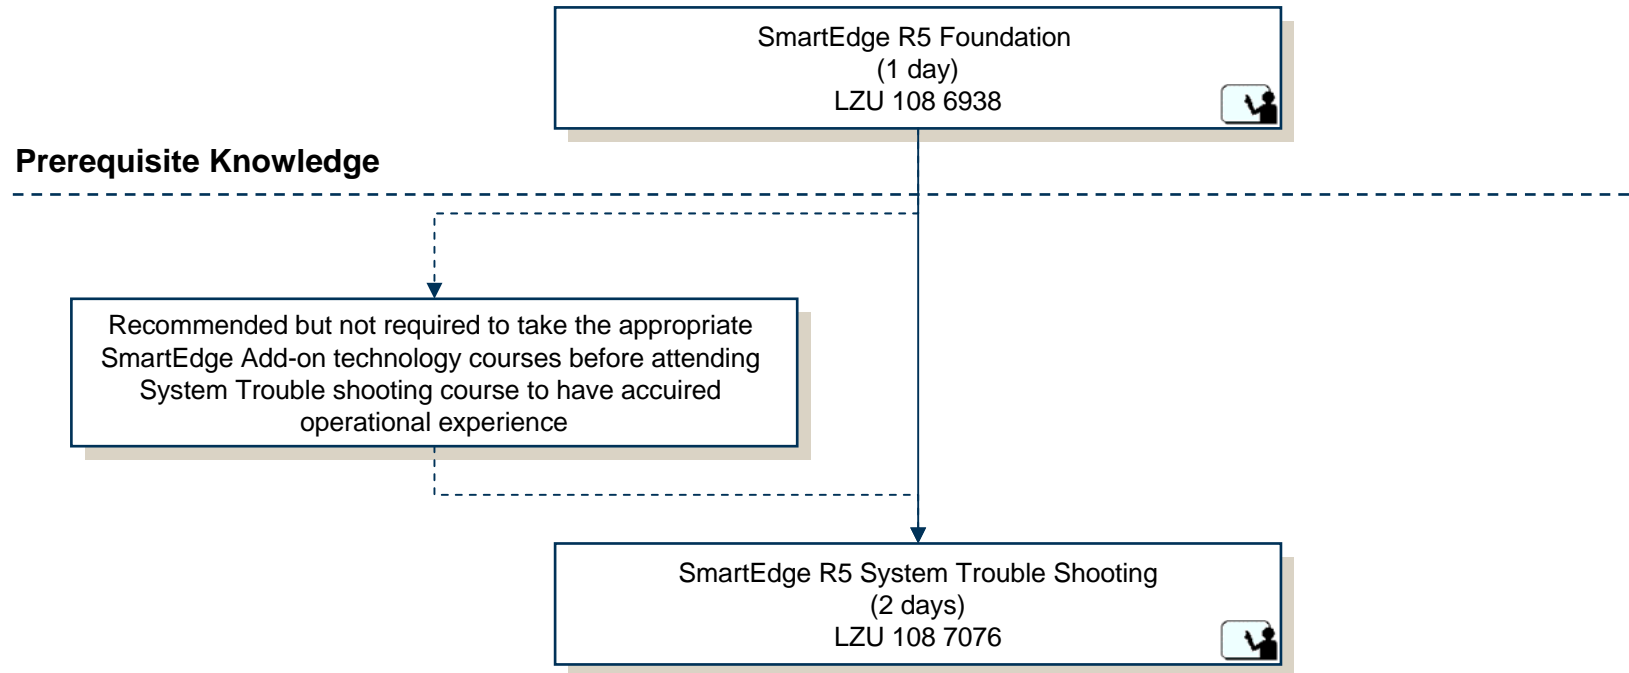 SmartEdge R5 Foundation
(1 day)
LZU 108 6938
Prerequisite Knowledge
Recommended but not required to take the appropriate
SmartEdge Add-on technology courses before attending
System Trouble shooting course to have accuired
operational experience
SmartEdge R5 System Trouble Shooting
(2 days)
LZU 108 7076